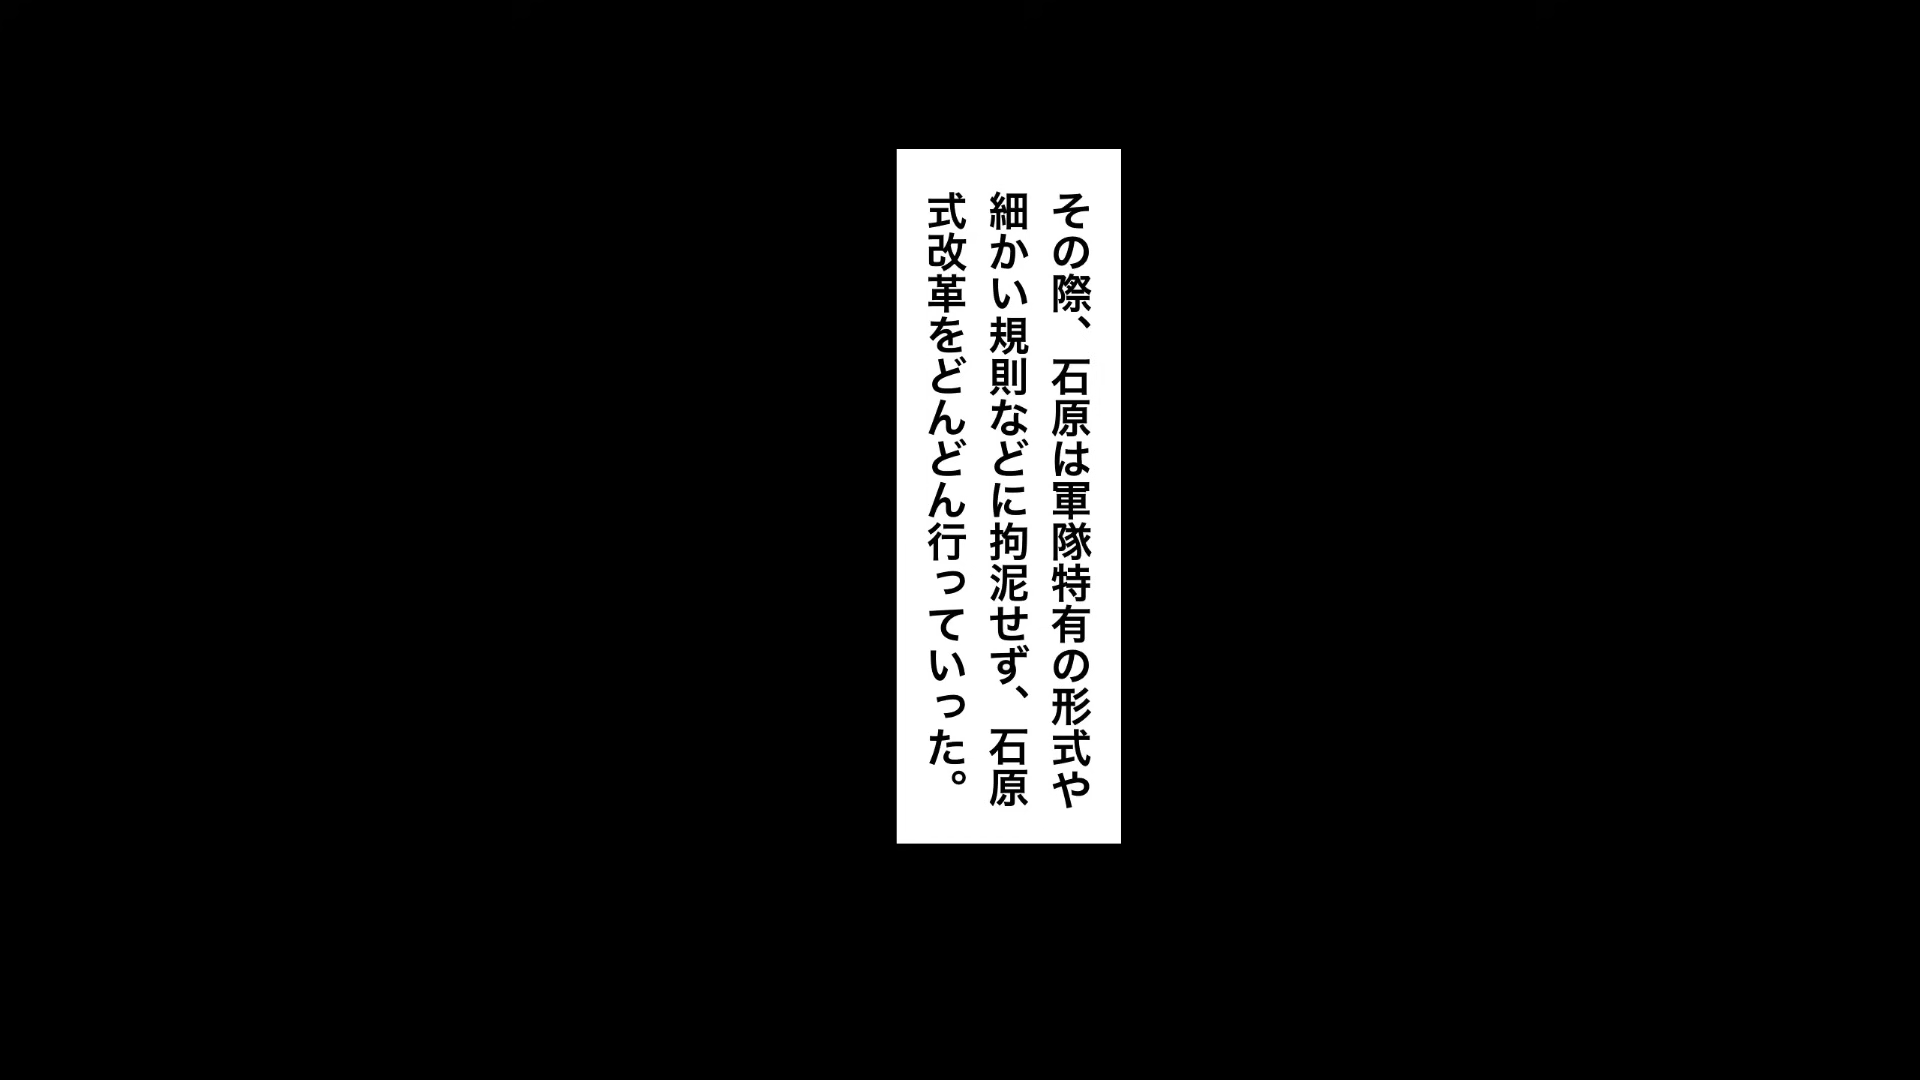 その際、石原は軍隊特有の形式や
細かい規則などに拘泥せず、石原
式改革をどんどん行っていった。